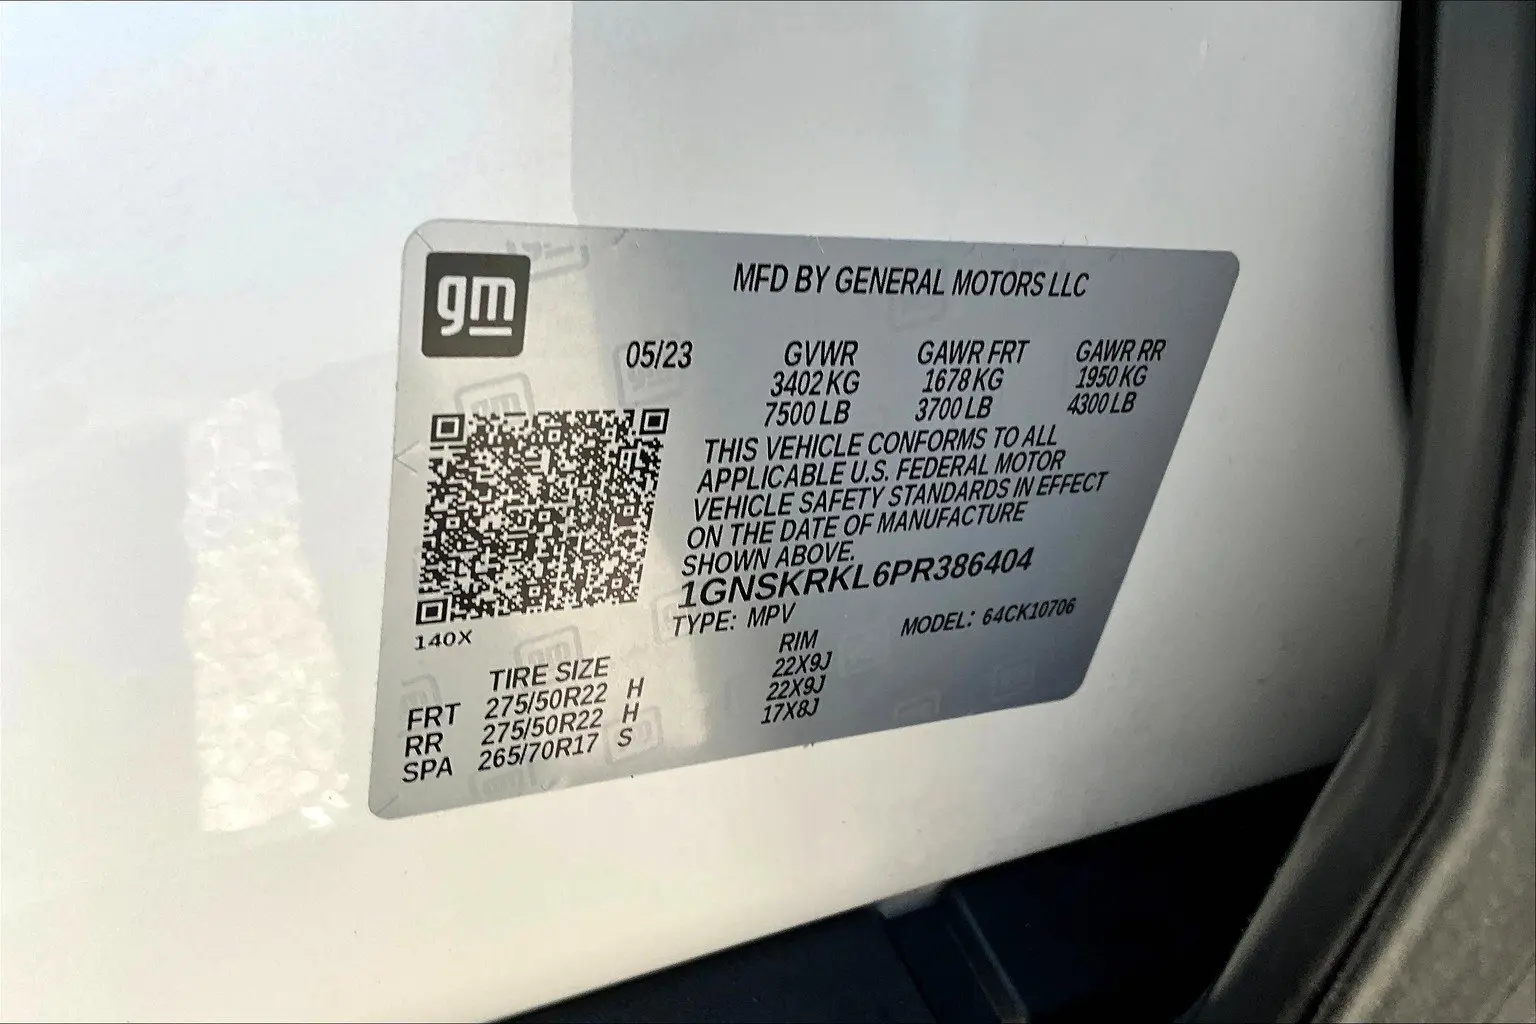 gm
MFD BY GENERAL MOTORS LLC
05/23 GVWR GAWR FRT GAWR RR
3402 KG 1678 KG 1950 KG
7500 LB 3700 LB 4300 LB
THIS VEHICLE CONFORMS TO ALL
APPLICABLE U.S. FEDERAL MOTOR
VEHICLE SAFETY STANDARDS IN EFFECT
ON THE DATE OF MANUFACTURE
SHOWN ABOVE.
1GNSKRKL6PR386404
TYPE: MPV MODEL: 64CK10706
140X
TIRE SIZE RIM
FRT 275/50R22 H 22X9J
RR 275/50R22 H 22X9J
SPA 265/70R17 S 17X8J